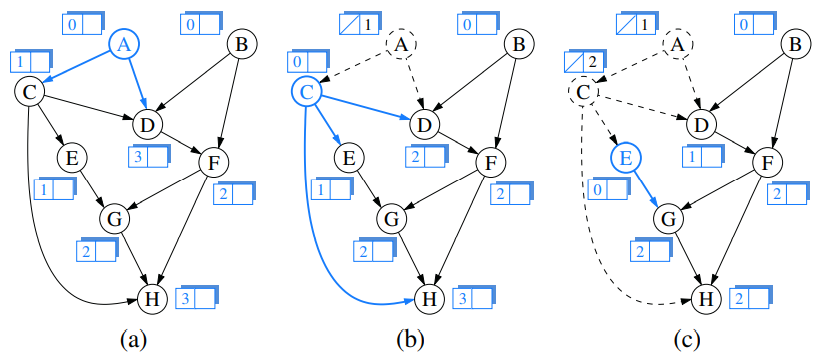 0 0 1 0 1 0
A B A B A B
1 0 2
C C C
D D D
3 2 1
E E E
F F F
1 2 1 2 0 2
G G G
2 2 2
H 3 H 3 H 2
(a) (b) (c)